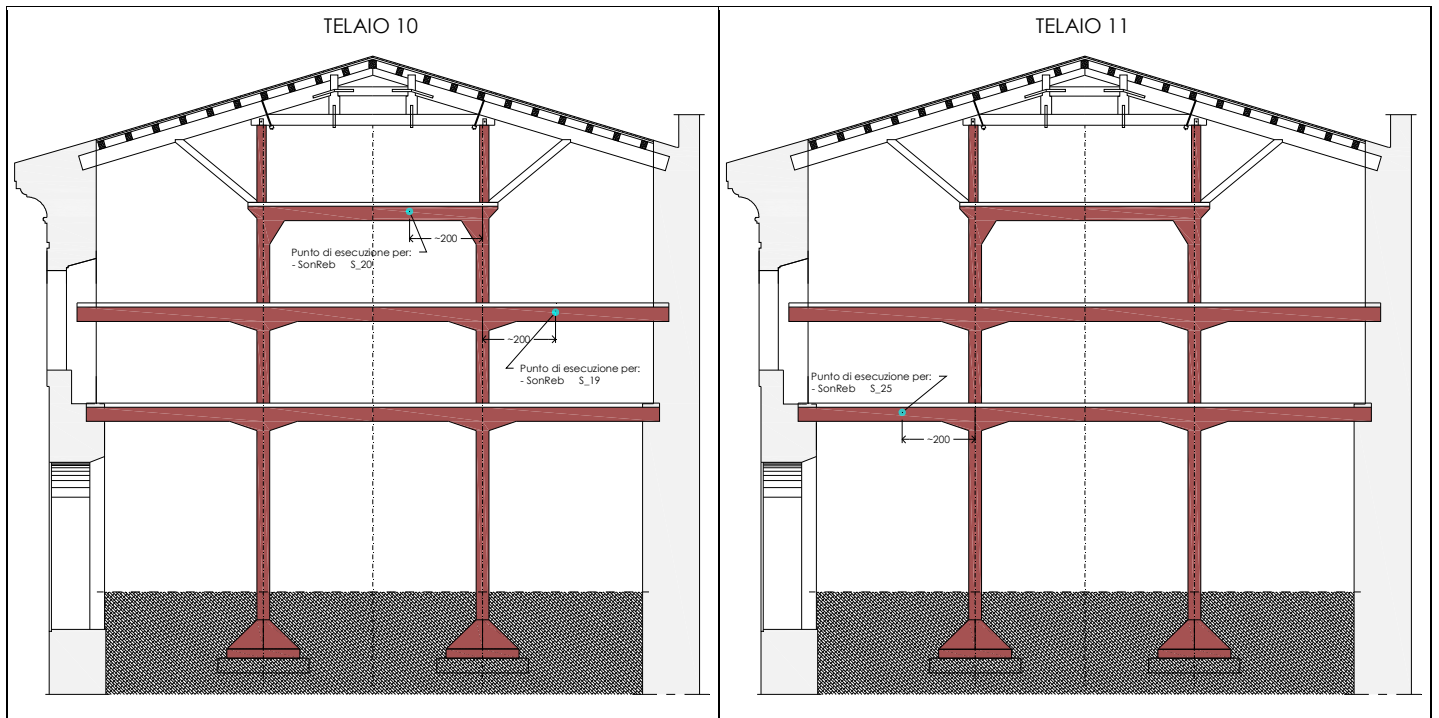 TELAIO 10
~200
Punto di esecuzione per:
- SonReb S_20
~200
Punto di esecuzione per:
- SonReb S_19
TELAIO 11
Punto di esecuzione per:
- SonReb S_25
~200